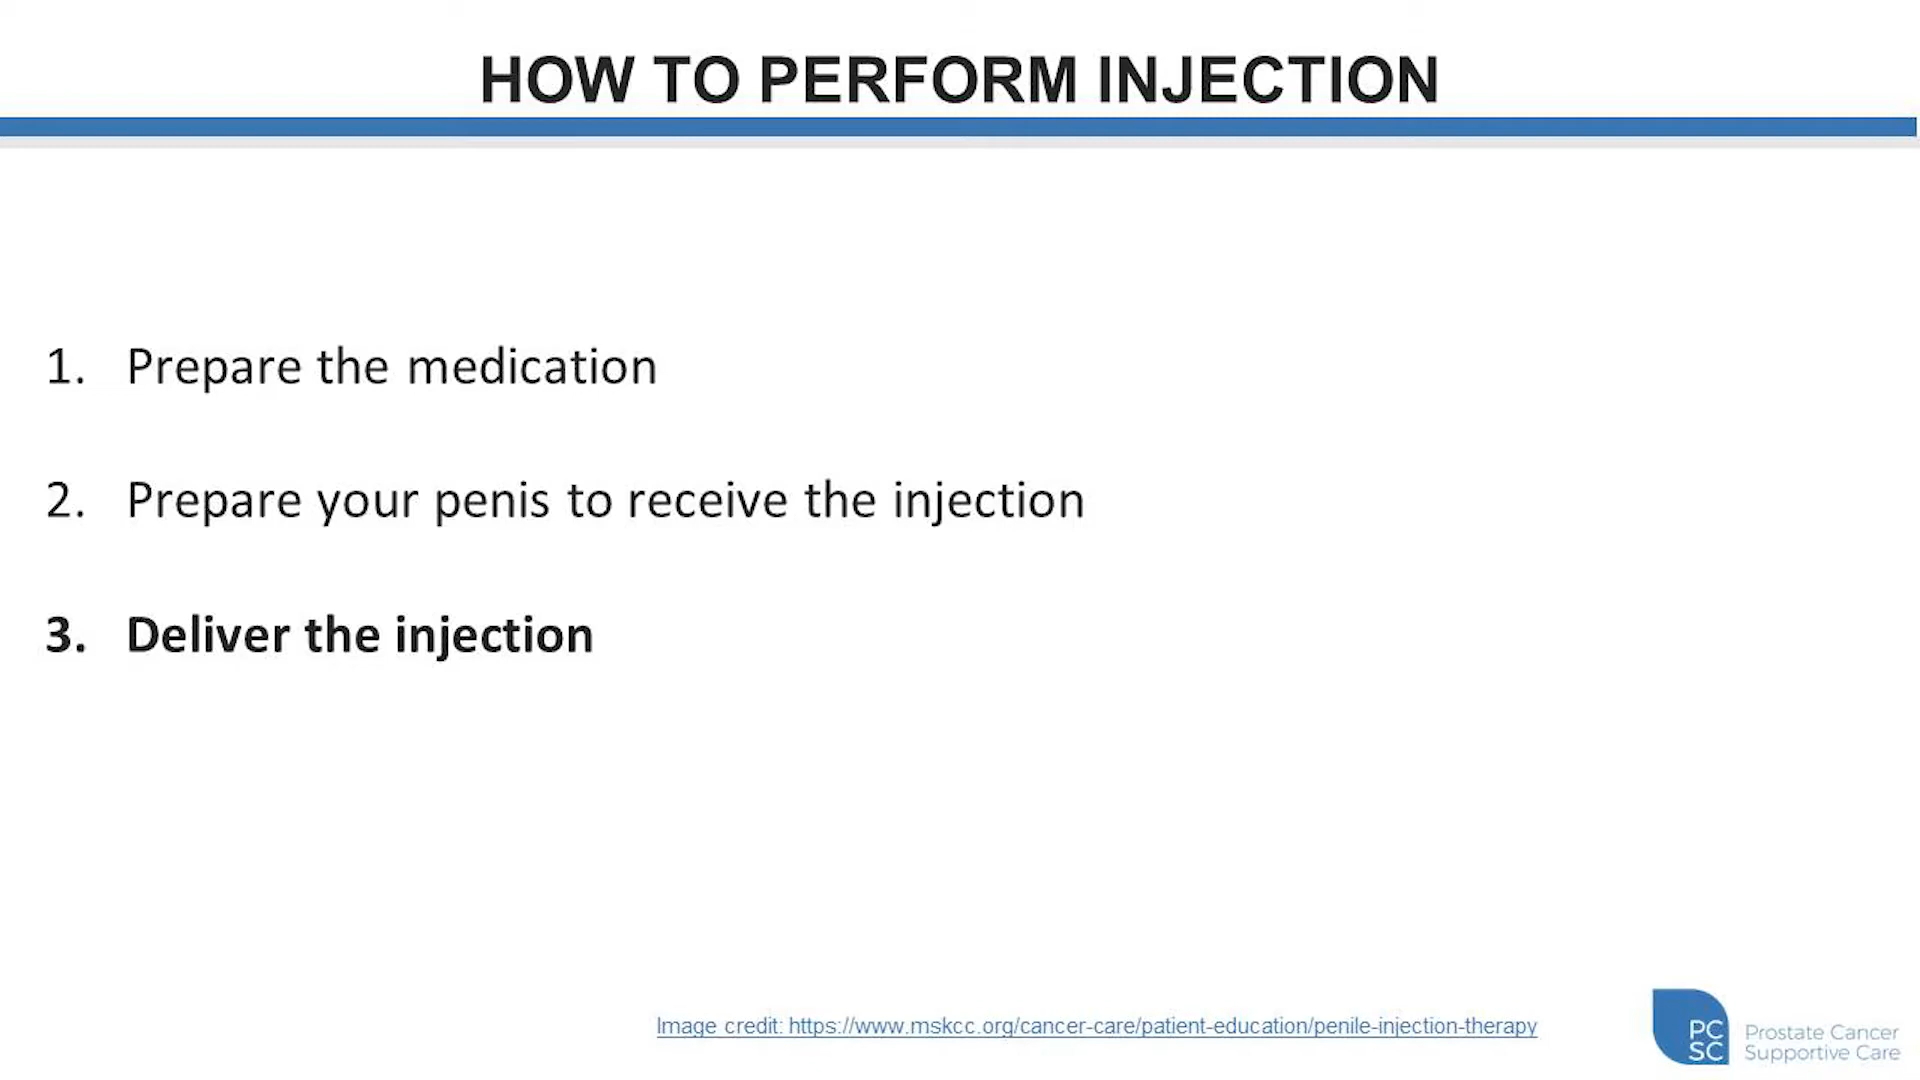 HOW TO PERFORM INJECTION
1. Prepare the medication
2. Prepare your penis to receive the injection
3. Deliver the injection
Image credit: https://www.mskcc.org/cancer-care/patient-education/penile-injection-therapy
PC
SC
Prostate Cancer
Supportive Care